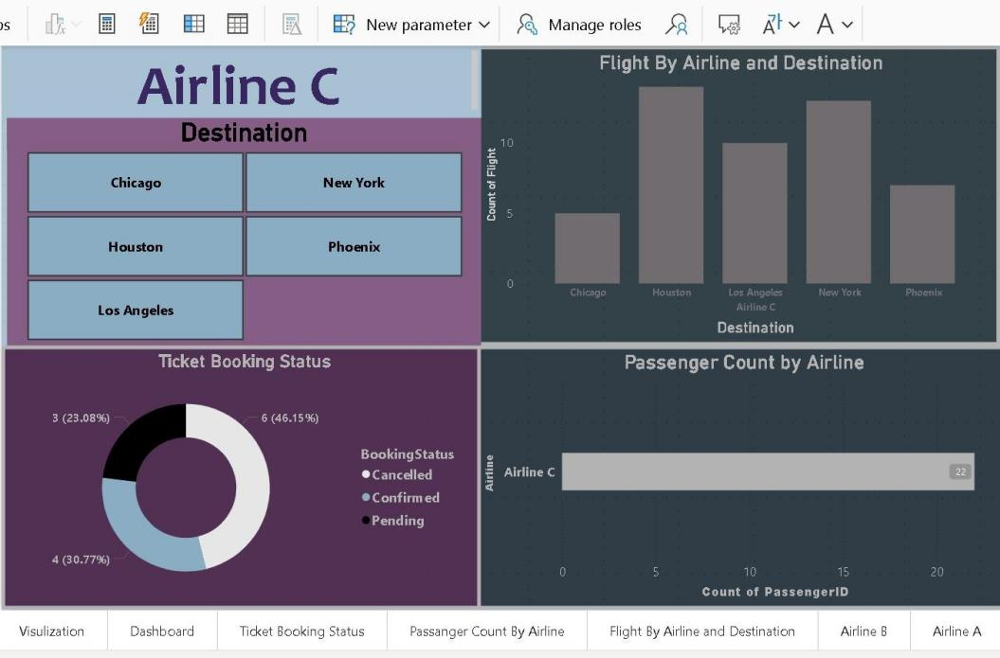 os
New parameter
Manage roles
Airline C
Destination
Chicago
New York
Houston
Phoenix
Los Angeles
Flight By Airline and Destination
Count of Flight
10
5
0
Chicago
Houston
Los Angeles
New York
Phoenix
Airline C
Destination
Ticket Booking Status
3 (23.08%)
6 (46.15%)
4 (30.77%)
BookingStatus
Cancelled
Confirmed
Pending
Passenger Count by Airline
Airline
Airline C
22
0
5
10
15
20
Count of PassengerID
Visulization
Dashboard
Ticket Booking Status
Passanger Count By Airline
Flight By Airline and Destination
Airline B
Airline A